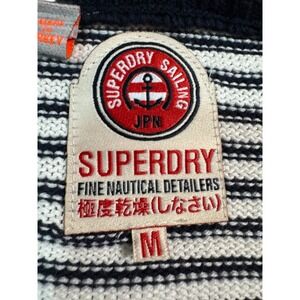 SUPERDRY SAILING
JPN
SUPERDRY
FINE NAUTICAL DETAILERS
極度乾燥(しなさい)
M